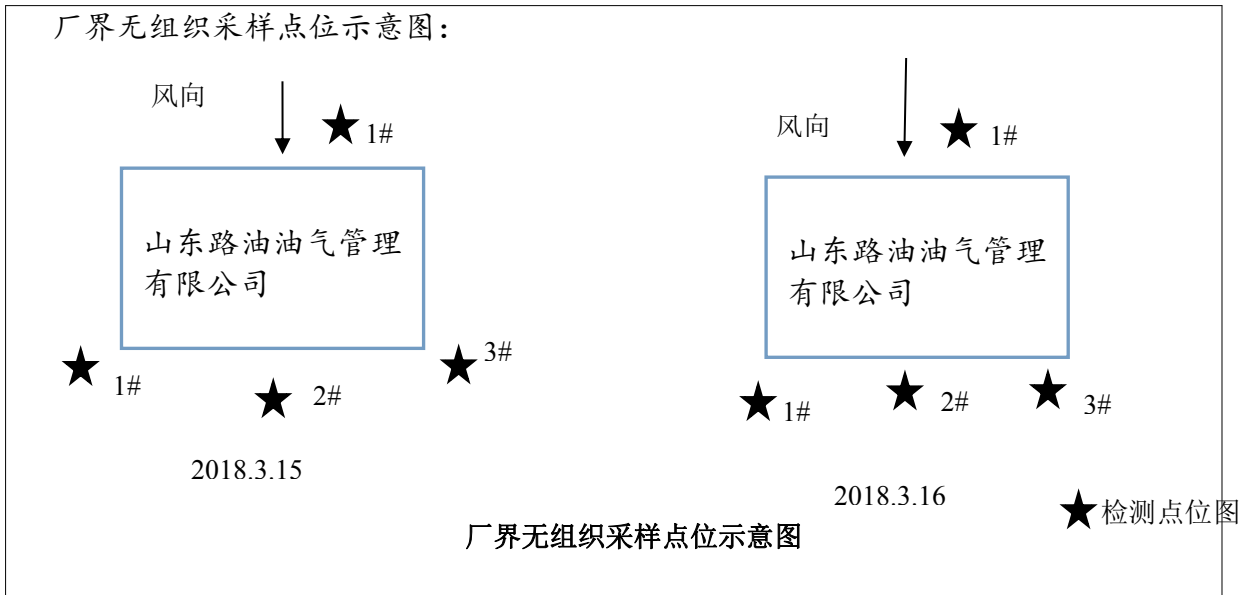 厂界无组织采样点位示意图：
风向
1#
山东路油油气管理
有限公司
1#
2#
3#
2018.3.15
风向
1#
山东路油油气管理
有限公司
1#
2#
3#
2018.3.16
检测点位图
厂界无组织采样点位示意图